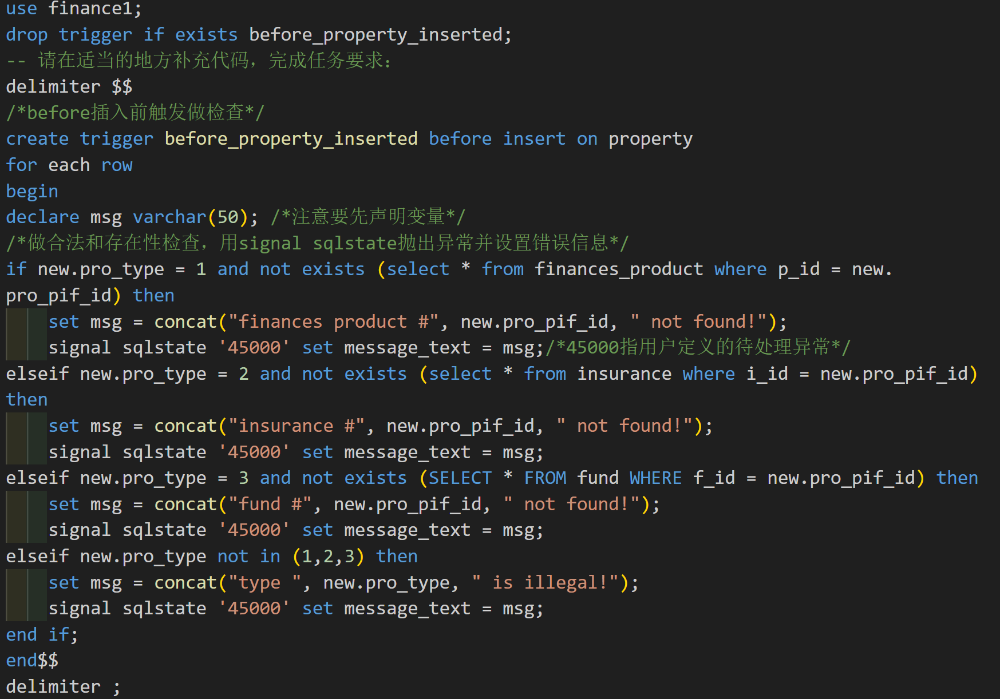 use finance1;
drop trigger if exists before_property_inserted;
-- 请在适当的地方补充代码，完成任务要求：
delimiter $$
/*before插入前触发做检查*/
create trigger before_property_inserted before insert on property
for each row
begin
declare msg varchar(50); /*注意要先声明变量*/
/*做合法和存在性检查，用signal sqlstate抛出异常并设置错误信息*/
if new.pro_type = 1 and not exists (select * from finances_product where p_id = new.
pro_pif_id) then
    set msg = concat("finances product #", new.pro_pif_id, " not found!");
    signal sqlstate '45000' set message_text = msg;/*45000指用户定义的待处理异常*/
elseif new.pro_type = 2 and not exists (select * from insurance where i_id = new.pro_pif_id)
then
    set msg = concat("insurance #", new.pro_pif_id, " not found!");
    signal sqlstate '45000' set message_text = msg;
elseif new.pro_type = 3 and not exists (SELECT * FROM fund WHERE f_id = new.pro_pif_id) then
    set msg = concat("fund #", new.pro_pif_id, " not found!");
    signal sqlstate '45000' set message_text = msg;
elseif new.pro_type not in (1,2,3) then
    set msg = concat("type ", new.pro_type, " is illegal!");
    signal sqlstate '45000' set message_text = msg;
end if;
end$$
delimiter ;